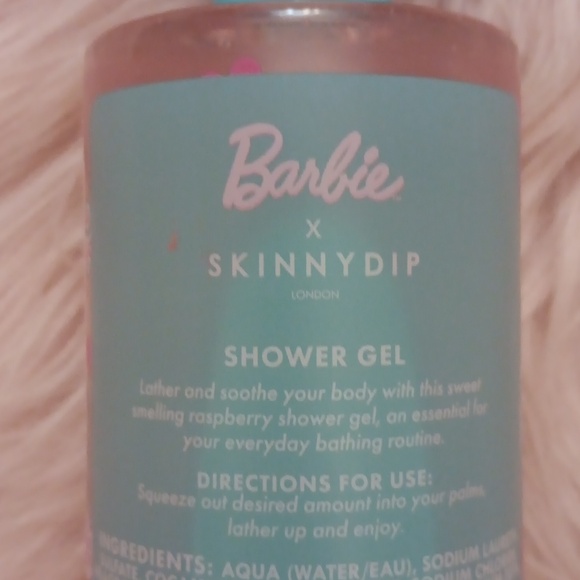 Barbie
X
SKINNYDIP
LONDON
SHOWER GEL
Lather and soothe your body with this sweet
smelling raspberry shower gel, an essential for
your everyday bathing routine.
DIRECTIONS FOR USE:
Squeeze out desired amount into your palms,
lather up and enjoy.
INGREDIENTS: AQUA (WATER/EAU), SODIUM
SULFATE, SODIUM